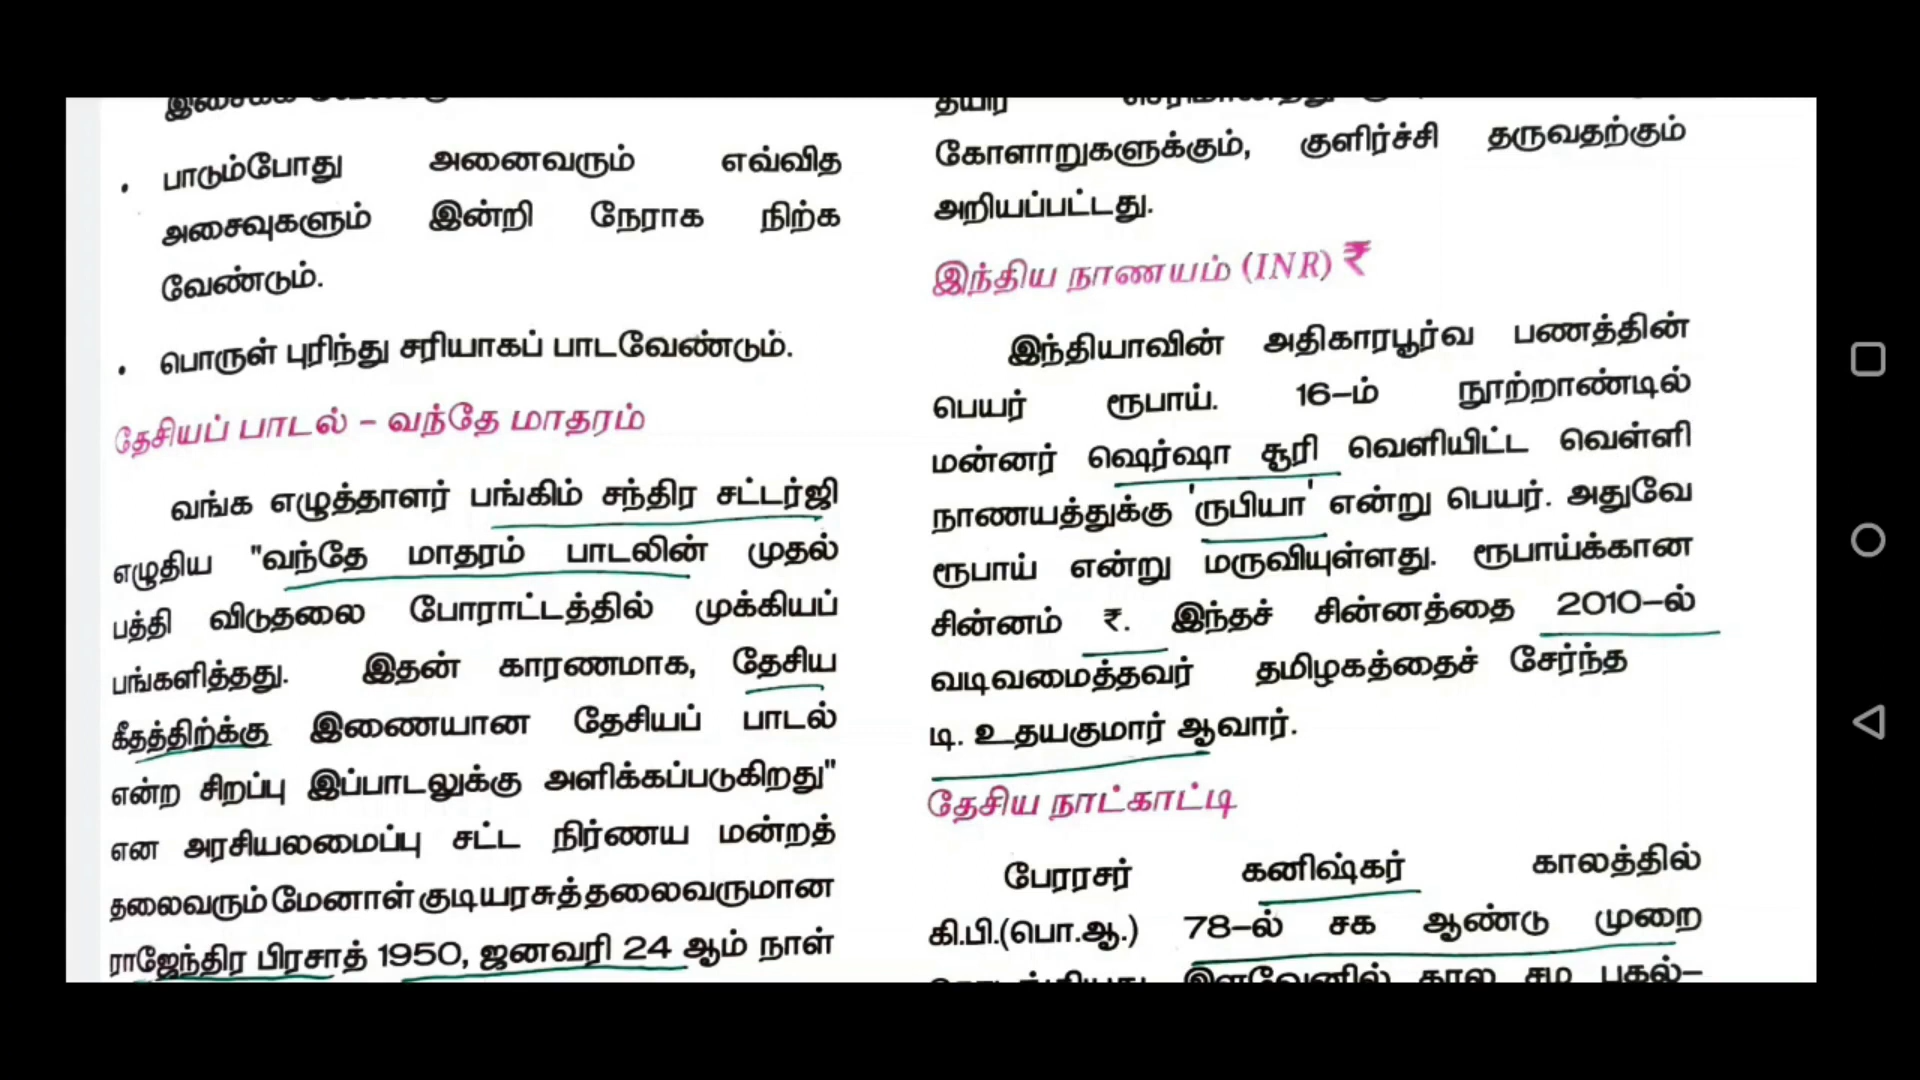 பாடும்போது அனைவரும் எவ்வித
அசைவுகளும் இன்றி நேராக நிற்க
வேண்டும்.
• பொருள் புரிந்து சரியாகப் பாடவேண்டும்.
தேசியப் பாடல் – வந்தே மாதரம்
வங்க எழுத்தாளர் பங்கிம் சந்திர சட்டர்ஜி
எழுதிய "வந்தே மாதரம் பாடலின் முதல்
பத்தி விடுதலை போராட்டத்தில் முக்கியப்
பங்களித்தது. இதன் காரணமாக, தேசிய
கீதத்திற்க்கு இணையான தேசியப் பாடல்
என்ற சிறப்பு இப்பாடலுக்கு அளிக்கப்படுகிறது"
என அரசியலமைப்பு சட்ட நிர்ணய மன்றத்
தலைவரும் மேனாள் குடியரசுத்தலைவருமான
ராஜேந்திர பிரசாத் 1950, ஜனவரி 24 ஆம் நாள்
தயிர்
கோளாறுகளுக்கும், குளிர்ச்சி தருவதற்கும்
அறியப்பட்டது.
இந்திய நாணயம் (INR) ₹
இந்தியாவின் அதிகாரபூர்வ பணத்தின்
பெயர் ரூபாய். 16–ம் நூற்றாண்டில்
மன்னர் ஷெர்ஷா சூரி வெளியிட்ட வெள்ளி
நாணயத்துக்கு 'ருபியா' என்று பெயர். அதுவே
ரூபாய் என்று மருவியுள்ளது. ரூபாய்க்கான
சின்னம் ₹. இந்தச் சின்னத்தை 2010–ல்
வடிவமைத்தவர் தமிழகத்தைச் சேர்ந்த
டி. உதயகுமார் ஆவார்.
தேசிய நாட்காட்டி
பேரரசர் கனிஷ்கர் காலத்தில்
கி.பி.(பொ.ஆ.) 78–ல் சக ஆண்டு முறை
இளவேனில் கால சம பகல்–